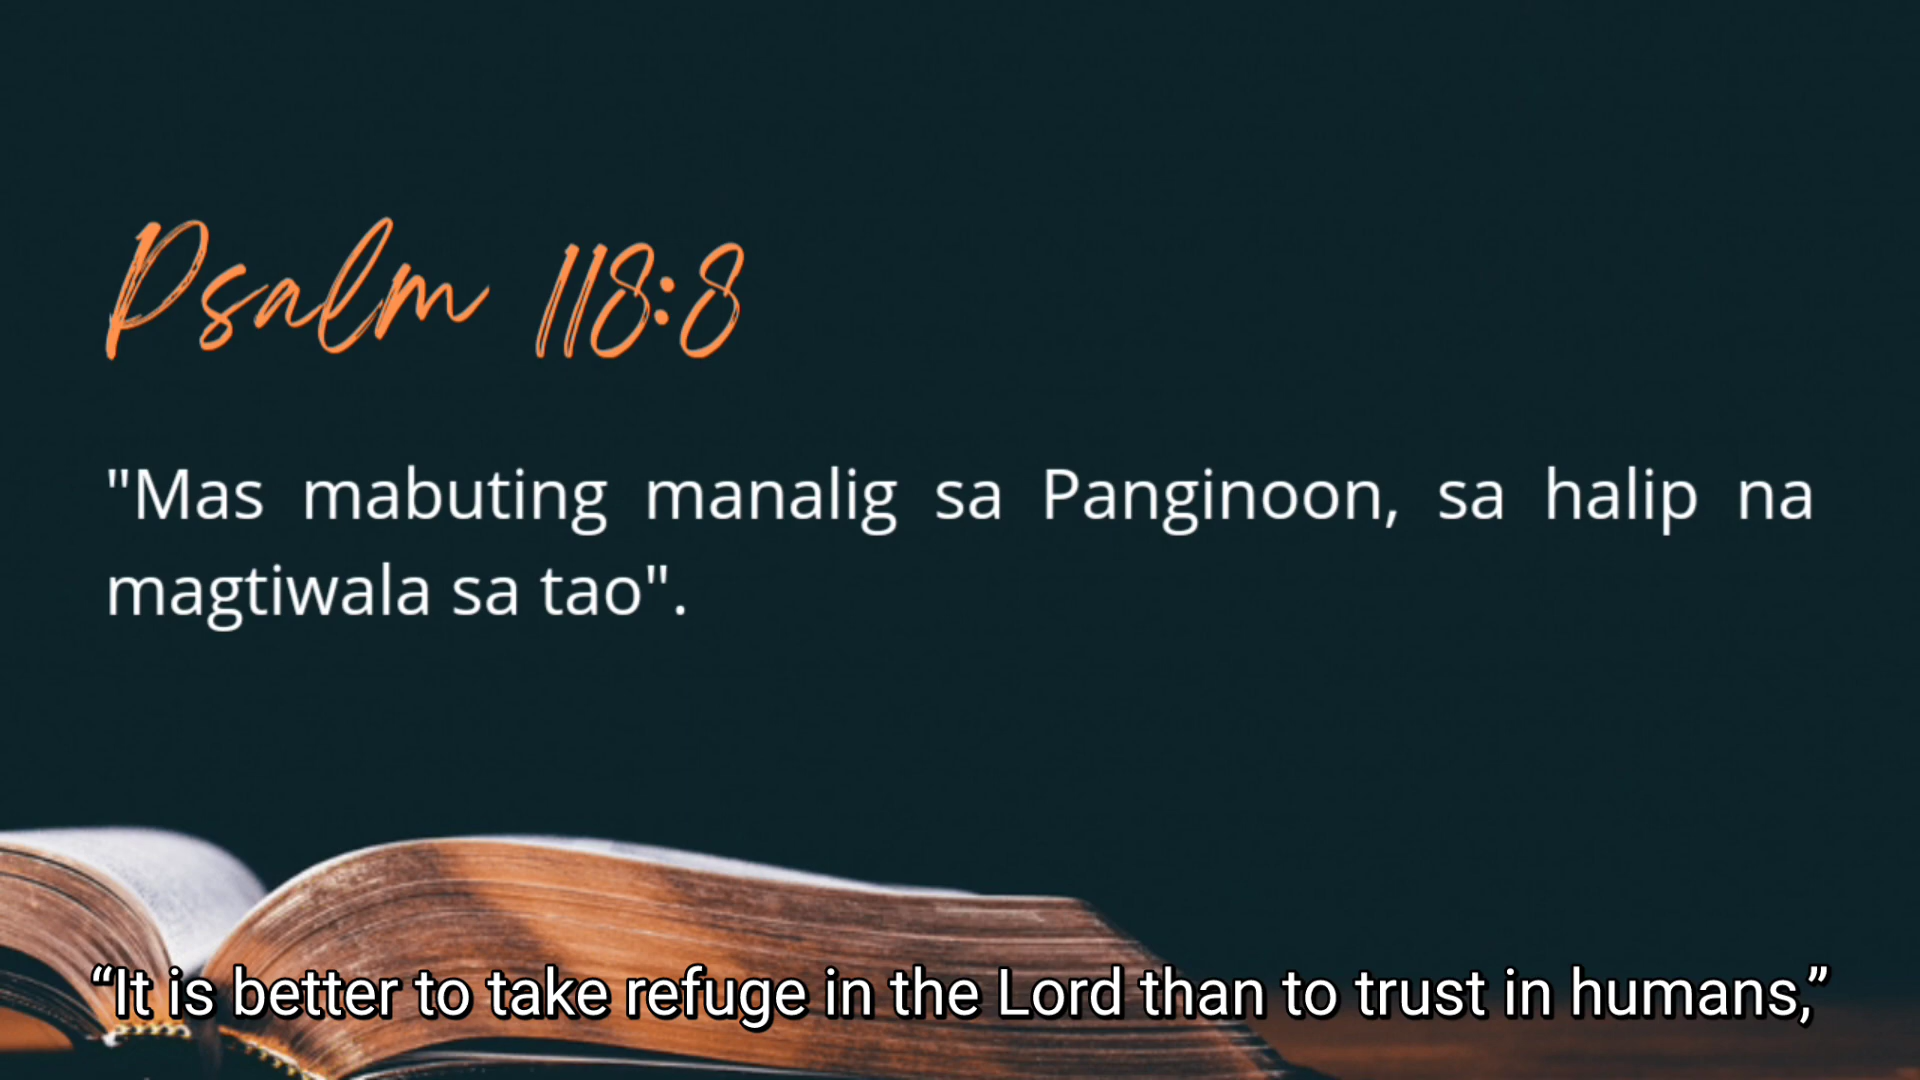 Psalm 118:8
"Mas mabuting manalig sa Panginoon, sa halip na
magtiwala sa tao".
“It is better to take refuge in the Lord than to trust in humans,”